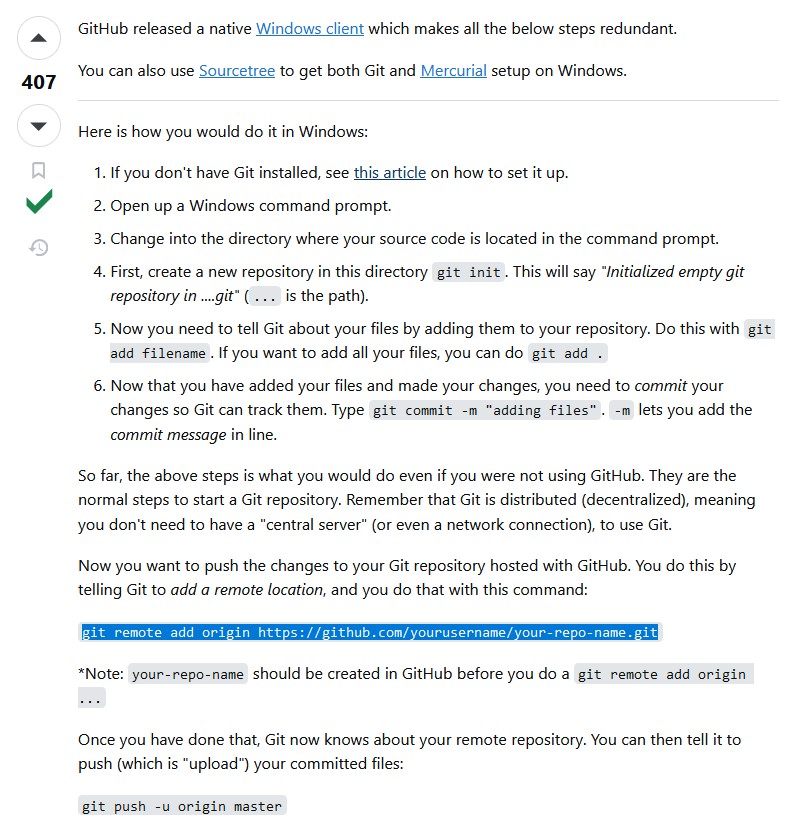 GitHub released a native Windows client which makes all the below steps redundant.
You can also use Sourcetree to get both Git and Mercurial setup on Windows.
407
Here is how you would do it in Windows:
1. If you don't have Git installed, see this article on how to set it up.
2. Open up a Windows command prompt.
3. Change into the directory where your source code is located in the command prompt.
4. First, create a new repository in this directory git init. This will say "Initialized empty git
repository in ....git" (... is the path).
5. Now you need to tell Git about your files by adding them to your repository. Do this with git
add filename. If you want to add all your files, you can do git add .
6. Now that you have added your files and made your changes, you need to commit your
changes so Git can track them. Type git commit -m "adding files". -m lets you add the
commit message in line.
So far, the above steps is what you would do even if you were not using GitHub. They are the
normal steps to start a Git repository. Remember that Git is distributed (decentralized), meaning
you don't need to have a "central server" (or even a network connection), to use Git.
Now you want to push the changes to your Git repository hosted with GitHub. You do this by
telling Git to add a remote location, and you do that with this command:
git remote add origin https://github.com/yourusername/your-repo-name.git
*Note: your-repo-name should be created in GitHub before you do a git remote add origin
...
Once you have done that, Git now knows about your remote repository. You can then tell it to
push (which is "upload") your committed files:
git push -u origin master